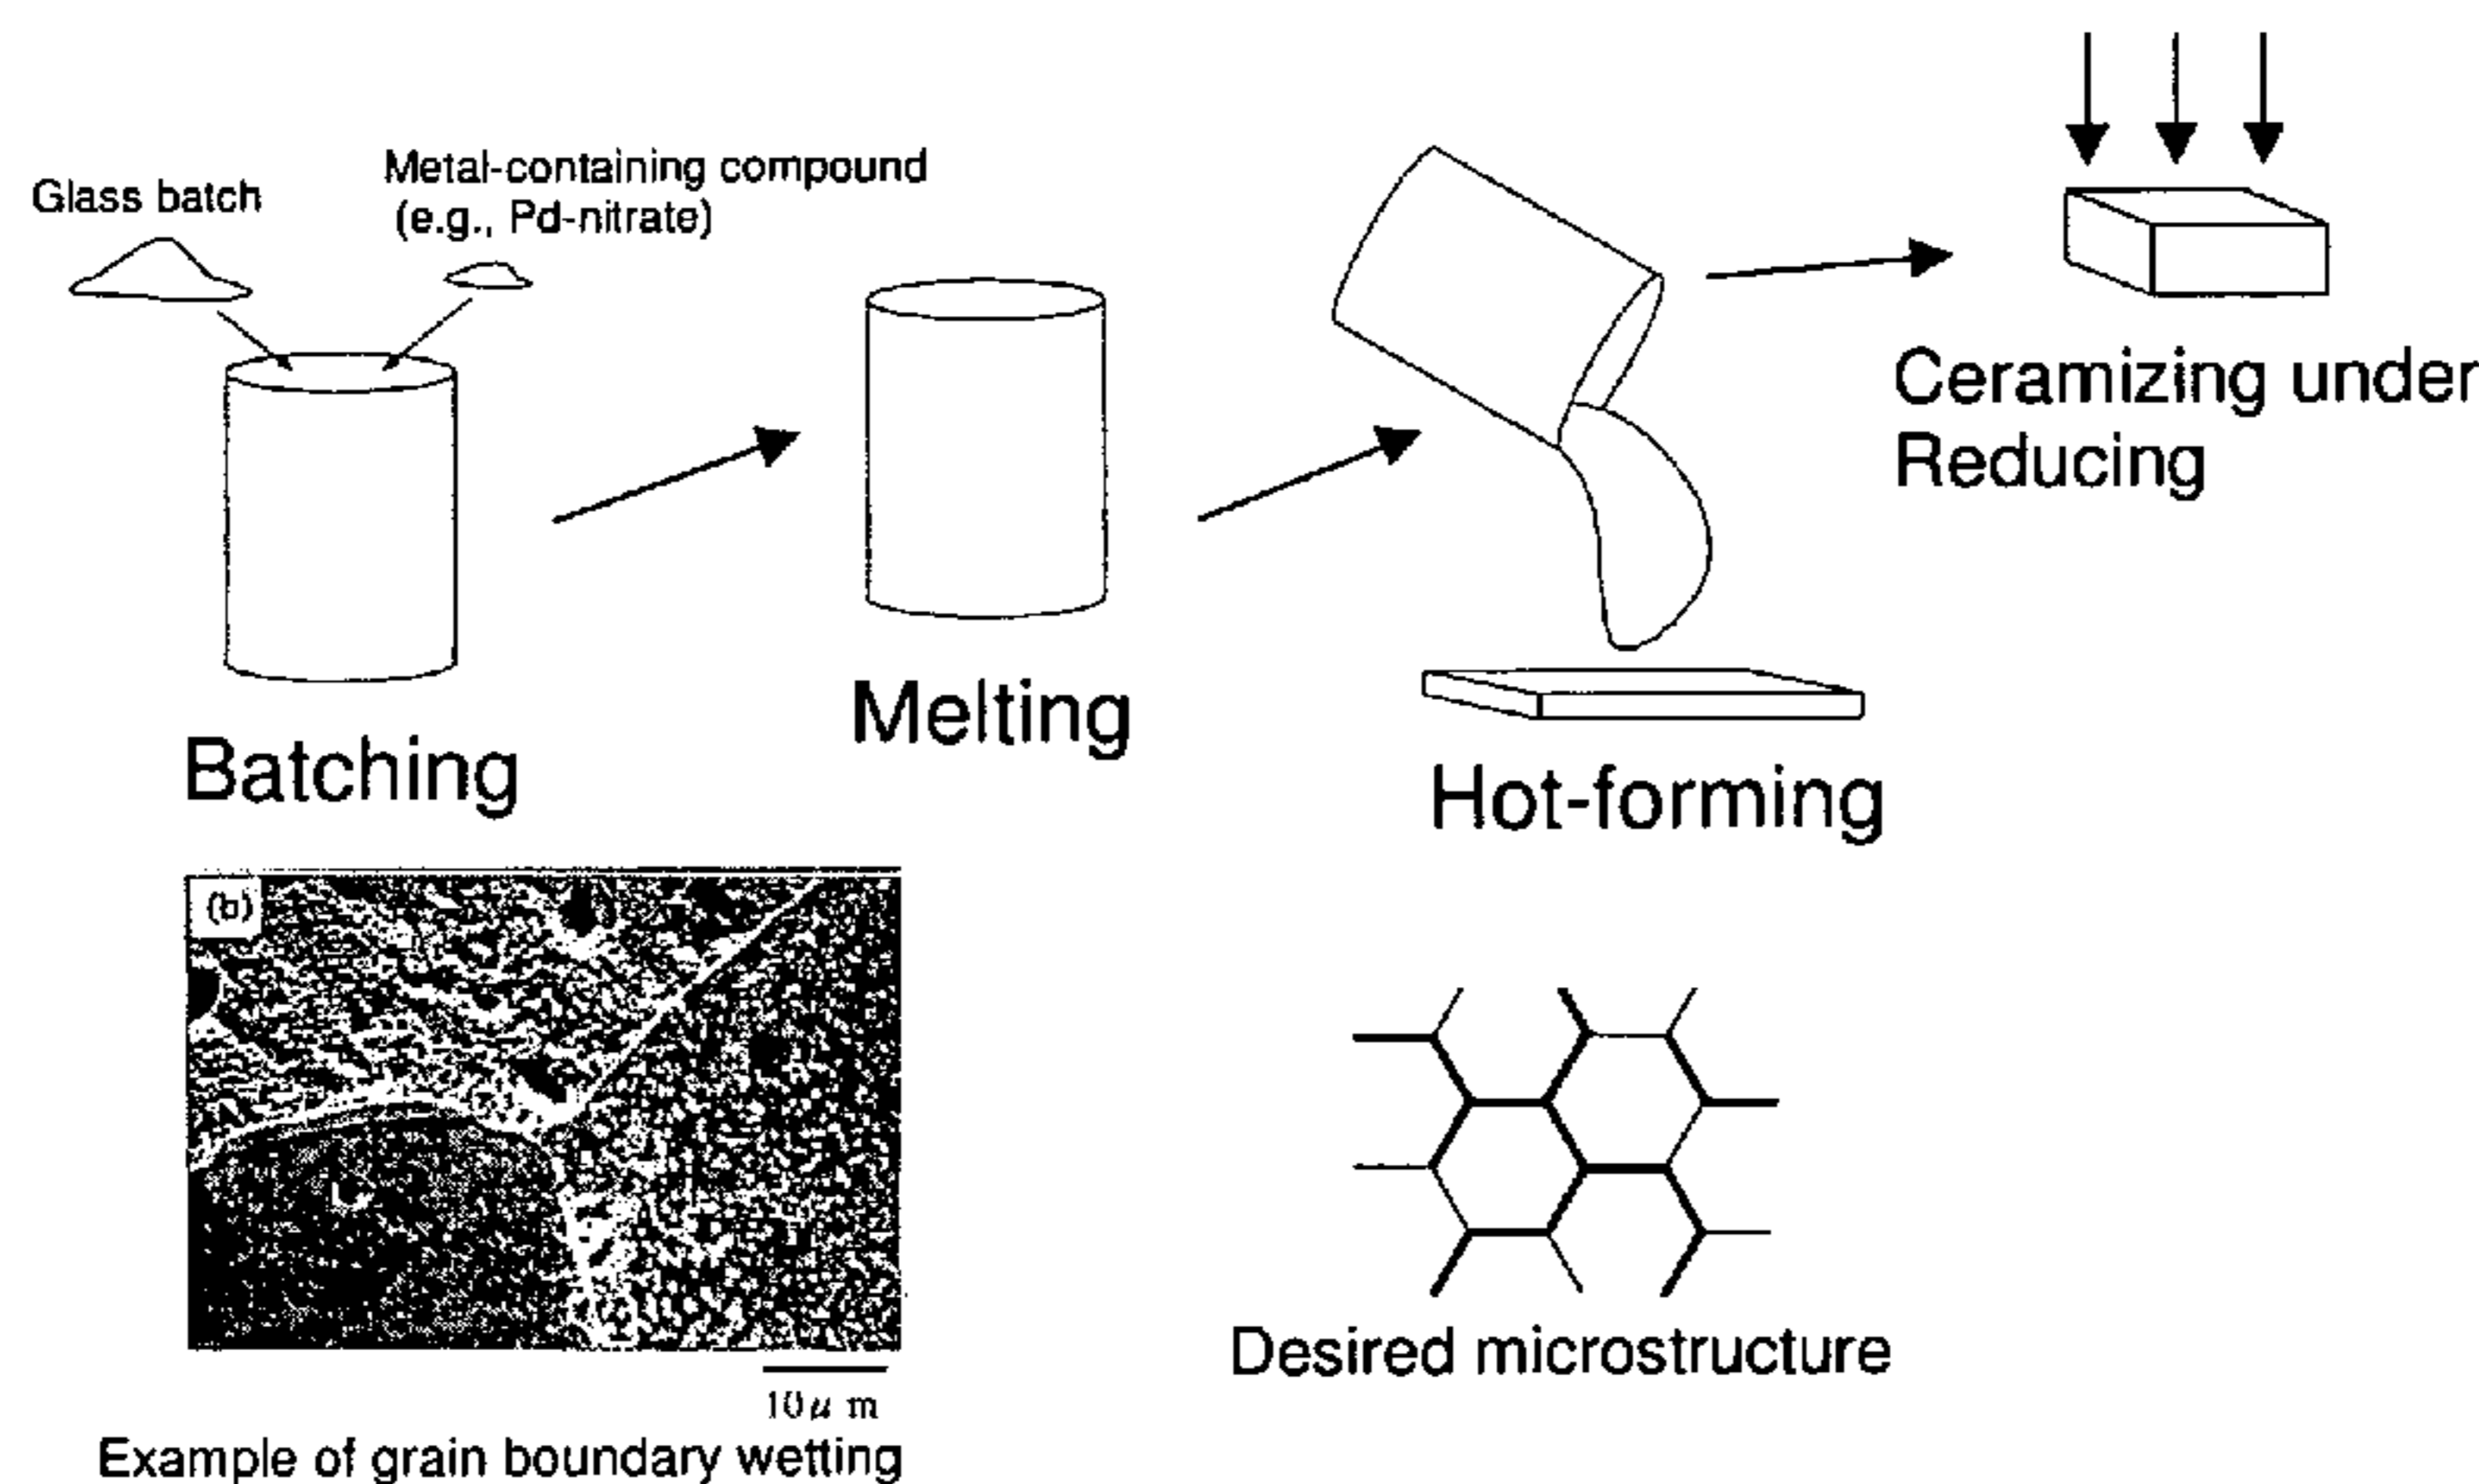 Glass batch
Metal-containing compound
(e.g., Pd-nitrate)
Batching
Melting
Hot-forming
Ceramizing under
Reducing
(b)
10μ m
Example of grain boundary wetting
Desired microstructure